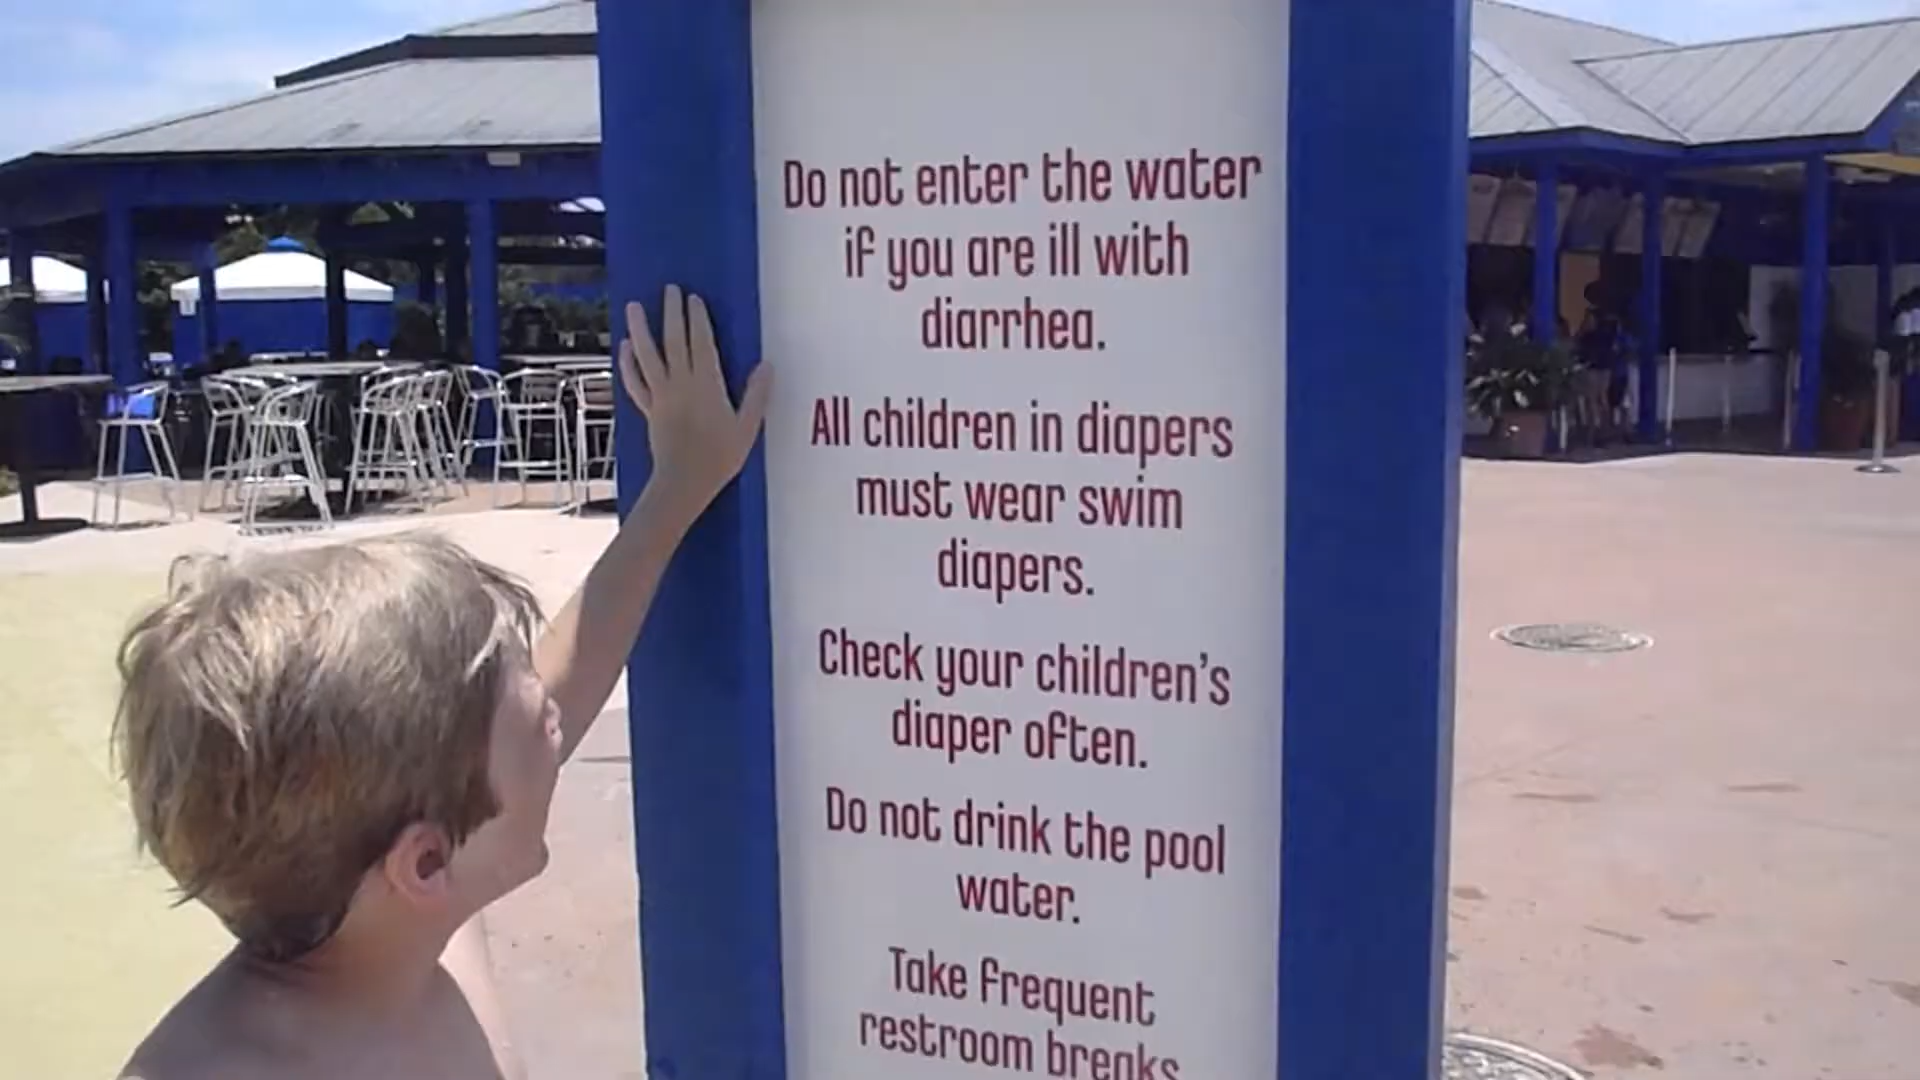 Do not enter the water
if you are ill with
diarrhea.
All children in diapers
must wear swim
diapers.
Check your children's
diaper often.
Do not drink the pool
water.
Take frequent
restroom breaks